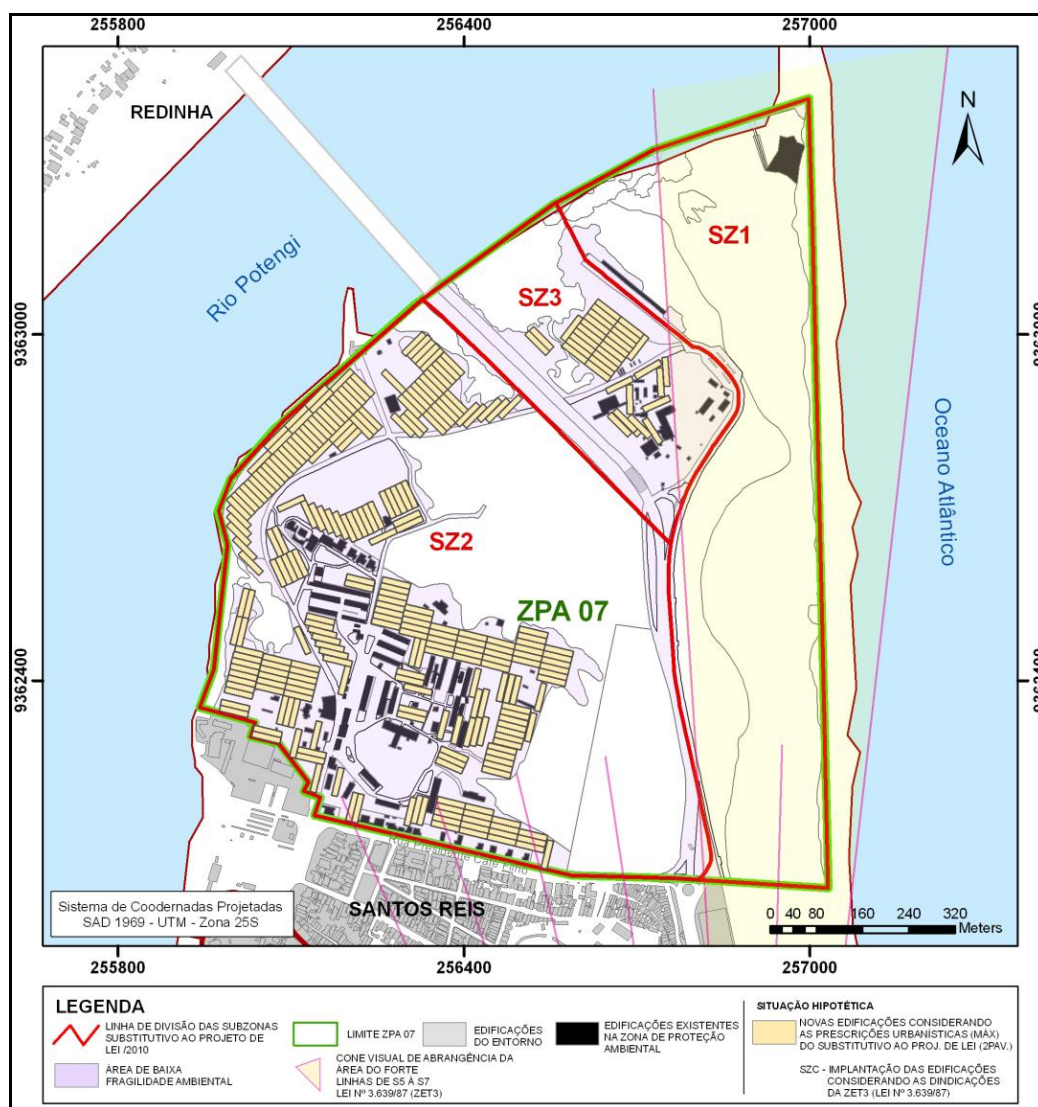 255800
256400
257000
REDINHA
N
SZ1
Rio Potengi
SZ3
9363000
9363000
Oceano Atlântico
SZ2
ZPA 07
9362400
9362400
Rua Presidente Café Filho
Sistema de Coodernadas Projetadas
SAD 1969 - UTM - Zona 25S
SANTOS REIS
0 40 80 160 240 320
Meters
255800
256400
257000
LEGENDA
LINHA DE DIVISÃO DAS SUBZONAS
SUBSTITUTIVO AO PROJETO DE
LEI /2010
LIMITE ZPA 07
EDIFICAÇÕES
DO ENTORNO
EDIFICAÇÕES EXISTENTES
NA ZONA DE PROTEÇÃO
AMBIENTAL
ÁREA DE BAIXA
FRAGILIDADE AMBIENTAL
CONE VISUAL DE ABRANGÊNCIA DA
ÁREA DO FORTE
LINHAS DE S5 À S7
LEI Nº 3.639/87 (ZET3)
SITUAÇÃO HIPOTÉTICA
NOVAS EDIFICAÇÕES CONSIDERANDO
AS PRESCRIÇÕES URBANÍSTICAS (MÁX)
DO SUBSTITUTIVO AO PROJ. DE LEI (2PAV.)
SZC - IMPLANTAÇÃO DAS EDIFICAÇÕES
CONSIDERANDO AS DINDICAÇÕES
DA ZET3 (LEI Nº 3.639/87)